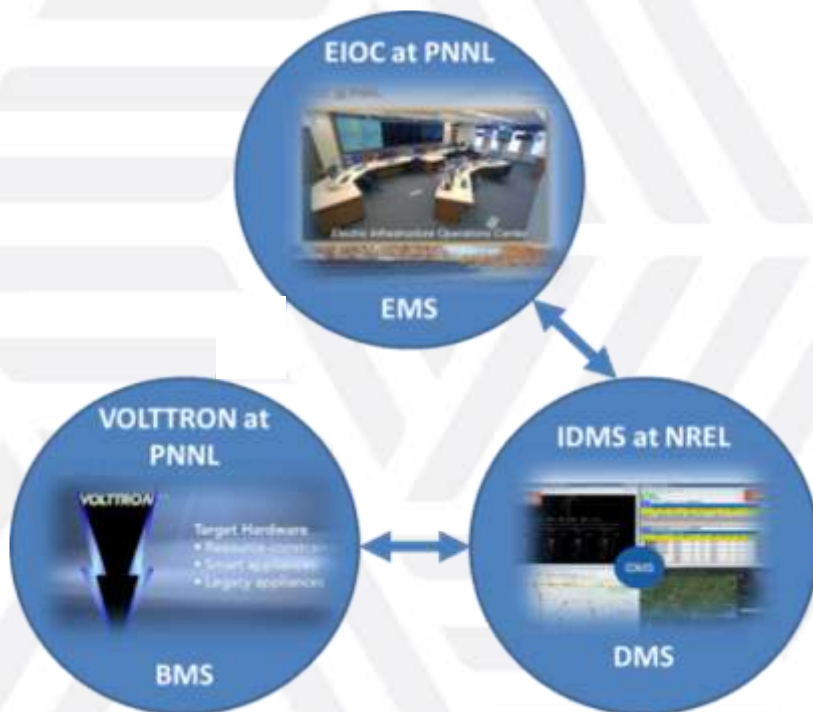 EIOC at PNNL
Electric Infrastructure Operations Center
EMS
VOLTTRON at
PNNL
VOLTTRON
Target Hardware
• Smart appliances
• Legacy appliances
BMS
IDMS at NREL
IDMS
DMS